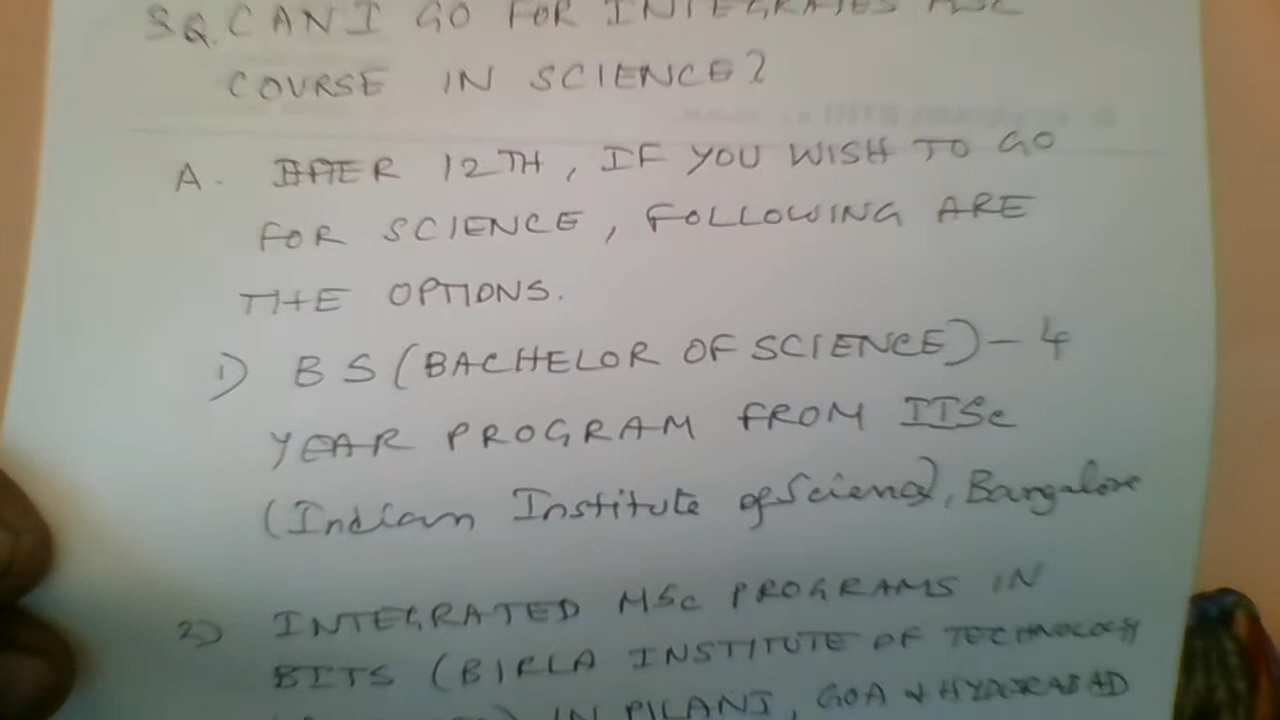 SQ. CAN I GO FOR INTEGRATED MSC
COURSE IN SCIENCE?
A. AFTER 12TH, IF YOU WISH TO GO
FOR SCIENCE, FOLLOWING ARE
THE OPTIONS.
1) BS (BACHELOR OF SCIENCE) - 4
YEAR PROGRAM FROM IISc
(Indian Institute of Science), Bangalore
2) INTEGRATED MSc PROGRAMS IN
BITS (BIRLA INSTITUTE OF TECHNOLOGY
IN PILANI, GOA & HYDERABAD